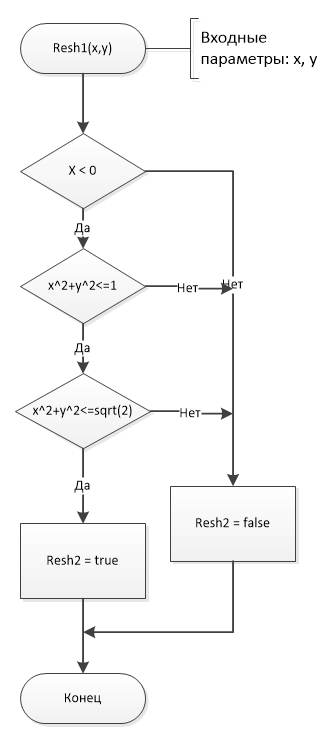 Resh1(x,y)
Входные
параметры: x, y
X < 0
Да
Нет
x^2+y^2<=1
Нет
Да
x^2+y^2<=sqrt(2)
Нет
Да
Resh2 = false
Resh2 = true
Конец